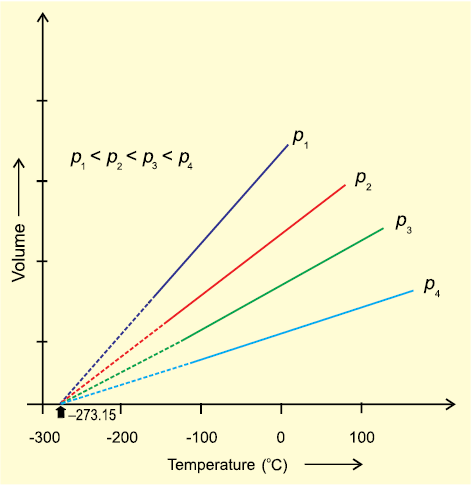 p₁
p₁ < p₂ < p₃ < p₄
p₂
p₃
p₄
Volume
–273.15
-300 -200 -100 0 100
Temperature (°C)